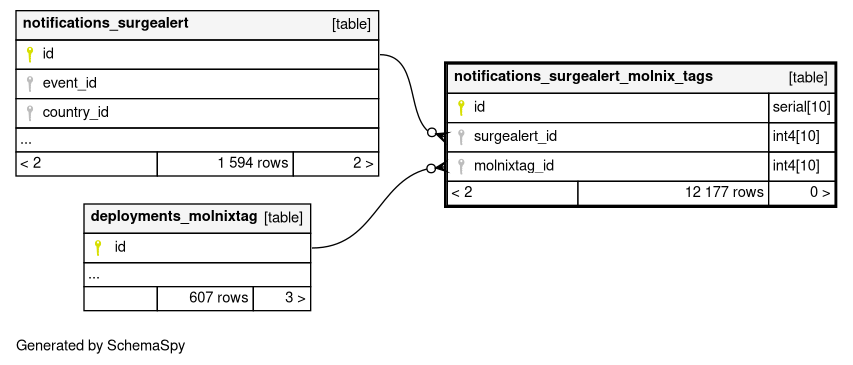 notifications_surgealert [table]
id
event_id
country_id
...
< 2 1 594 rows 2 >
notifications_surgealert_molnix_tags [table]
id serial[10]
surgealert_id int4[10]
molnixtag_id int4[10]
< 2 12 177 rows 0 >
deployments_molnixtag [table]
id
...
607 rows 3 >
Generated by SchemaSpy